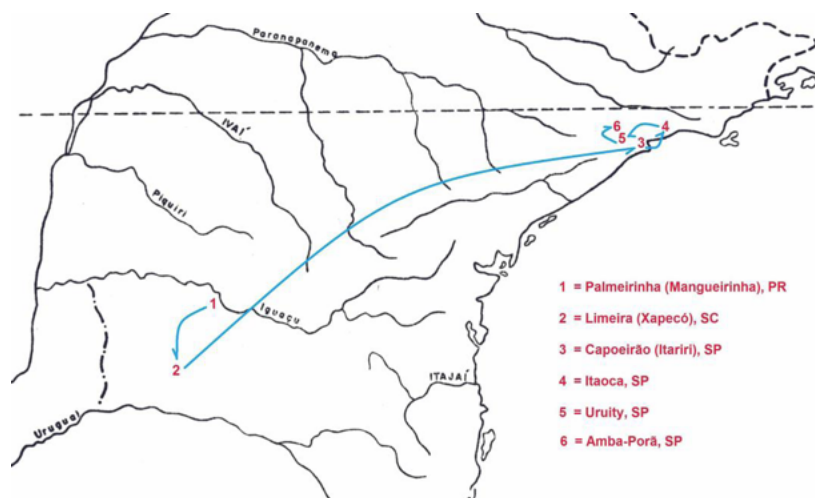 Paranapanema
IVAÍ
6
4
5
3
Piquiri
1
Iguaçu
2
ITAJAÍ
Uruguai
1 = Palmeirinha (Mangueirinha), PR
2 = Limeira (Xapecó), SC
3 = Capoeirão (Itariri), SP
4 = Itaoca, SP
5 = Uruity, SP
6 = Amba-Porã, SP